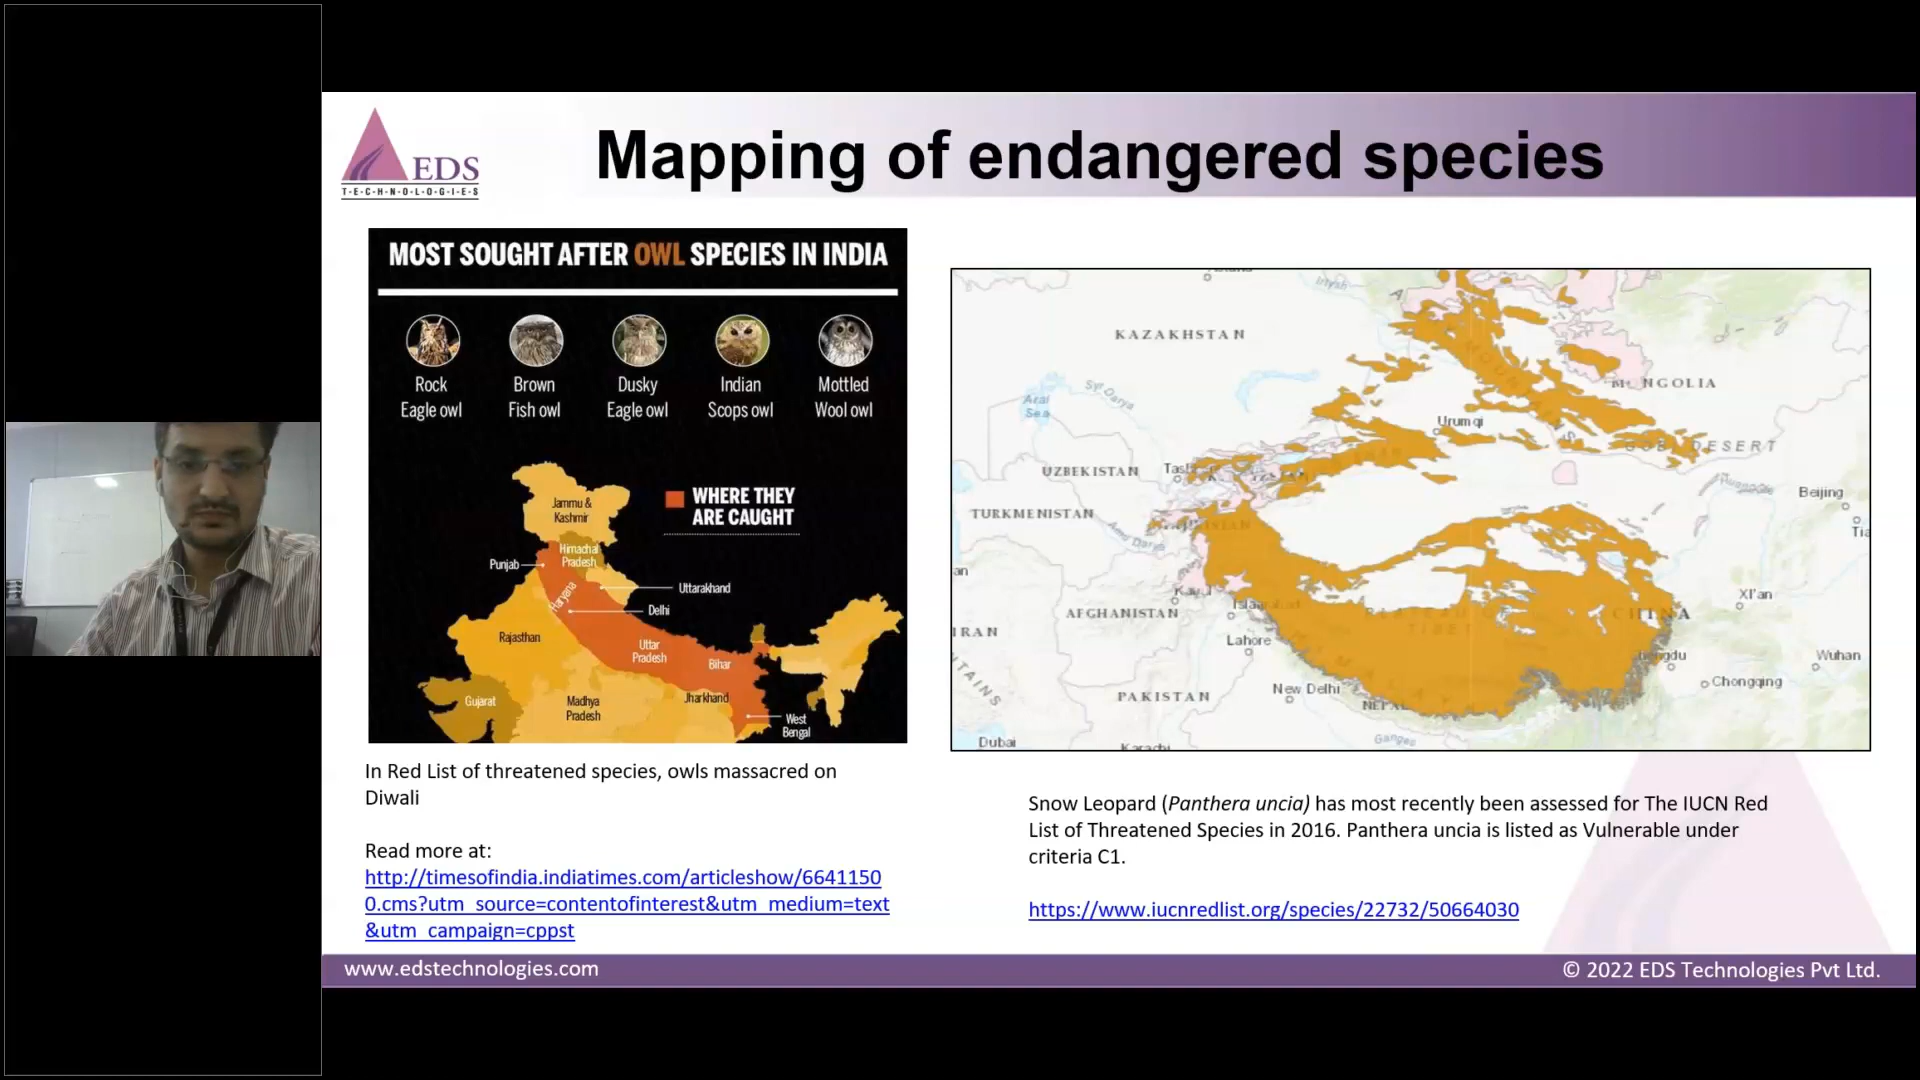 EDS
T·E·C·H·N·O·L·O·G·I·E·S
Mapping of endangered species
MOST SOUGHT AFTER OWL SPECIES IN INDIA
Rock
Eagle owl
Brown
Fish owl
Dusky
Eagle owl
Indian
Scops owl
Mottled
Wool owl
WHERE THEY
ARE CAUGHT
Jammu &
Kashmir
Himachal
Pradesh
Punjab
Uttarakhand
Haryana
Delhi
Rajasthan
Uttar
Pradesh
Bihar
Gujarat
Madhya
Pradesh
Jharkhand
West
Bengal
In Red List of threatened species, owls massacred on
Diwali
Read more at:
http://timesofindia.indiatimes.com/articleshow/6641150
0.cms?utm_source=contentofinterest&utm_medium=text
&utm_campaign=cppst
Irtysh
KAZAKHSTAN
MONGOLIA
Aral
Sea
Syr Darya
Urumqi
GOBI DESERT
UZBEKISTAN
Beijing
TURKMENISTAN
Amu Darya
AFGHANISTAN
Islamabad
CHINA
Xi'an
IRAN
Lahore
Wuhan
Chongqing
PAKISTAN
New Delhi
NEPAL
Ganges
Dubai
Karachi
Snow Leopard (Panthera uncia) has most recently been assessed for The IUCN Red
List of Threatened Species in 2016. Panthera uncia is listed as Vulnerable under
criteria C1.
https://www.iucnredlist.org/species/22732/50664030
www.edstechnologies.com
© 2022 EDS Technologies Pvt Ltd.